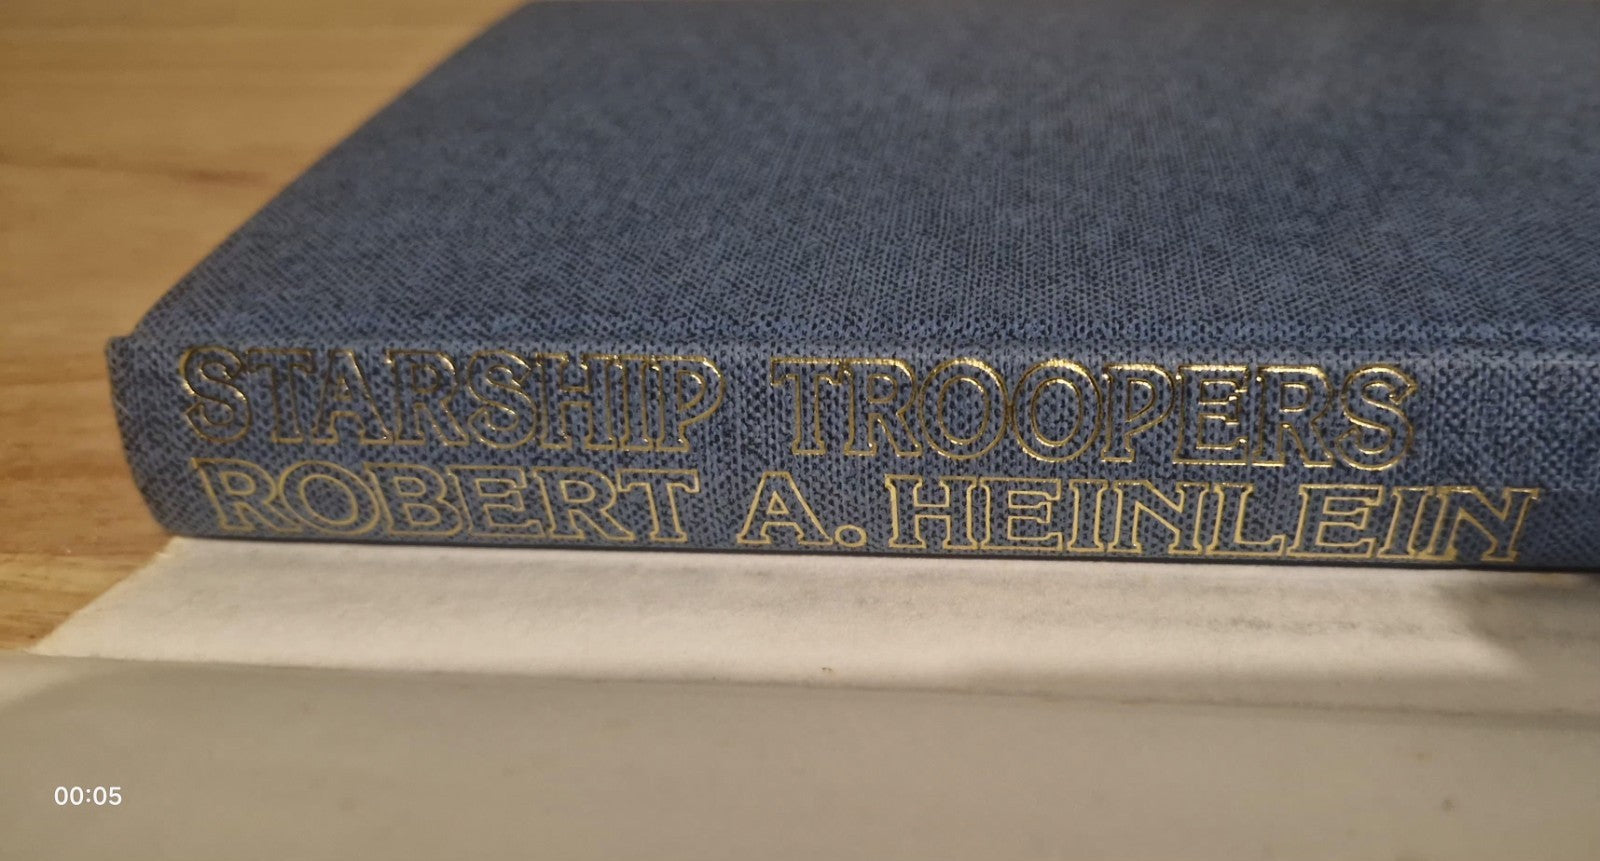 STARSHIP TROOPERS
ROBERT A. HEINLEIN
00:05